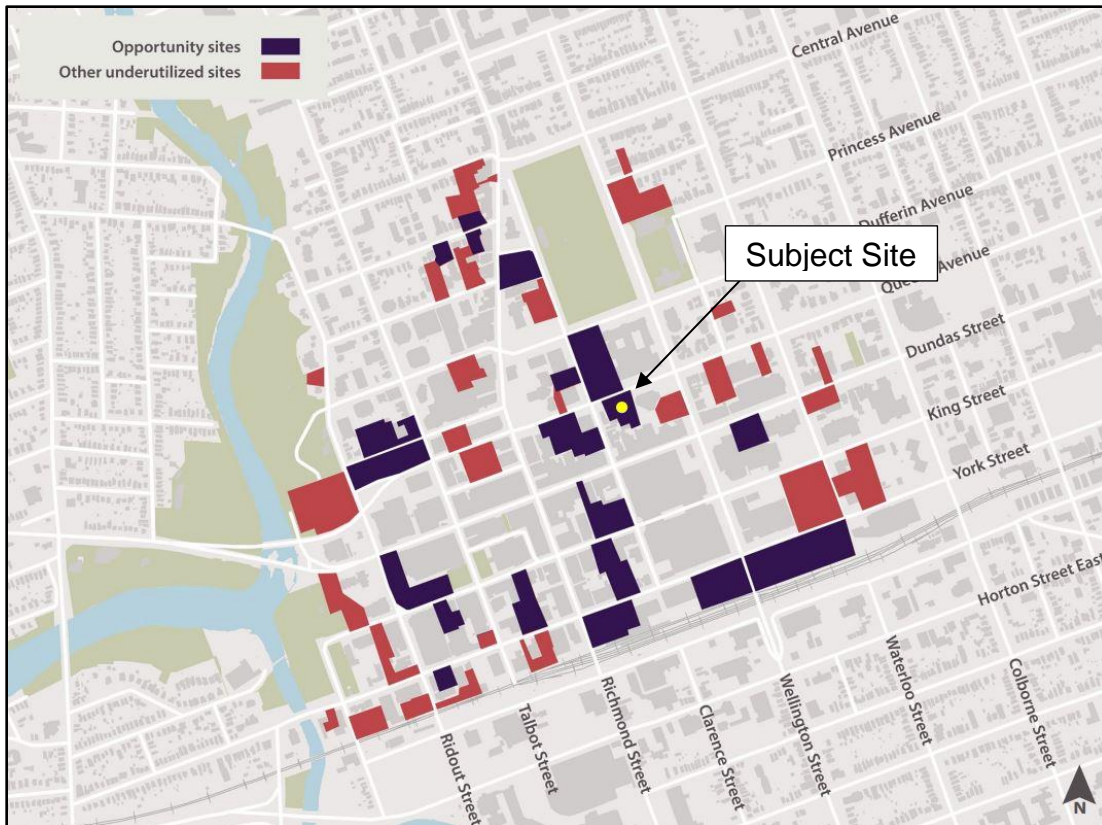 Opportunity sites
Other underutilized sites
Central Avenue
Princess Avenue
Dufferin Avenue
Subject Site
Avenue
Dundas Street
King Street
York Street
Horton Street East
Ridout Street
Talbot Street
Richmond Street
Clarence Street
Wellington Street
Waterloo Street
Colborne Street
N